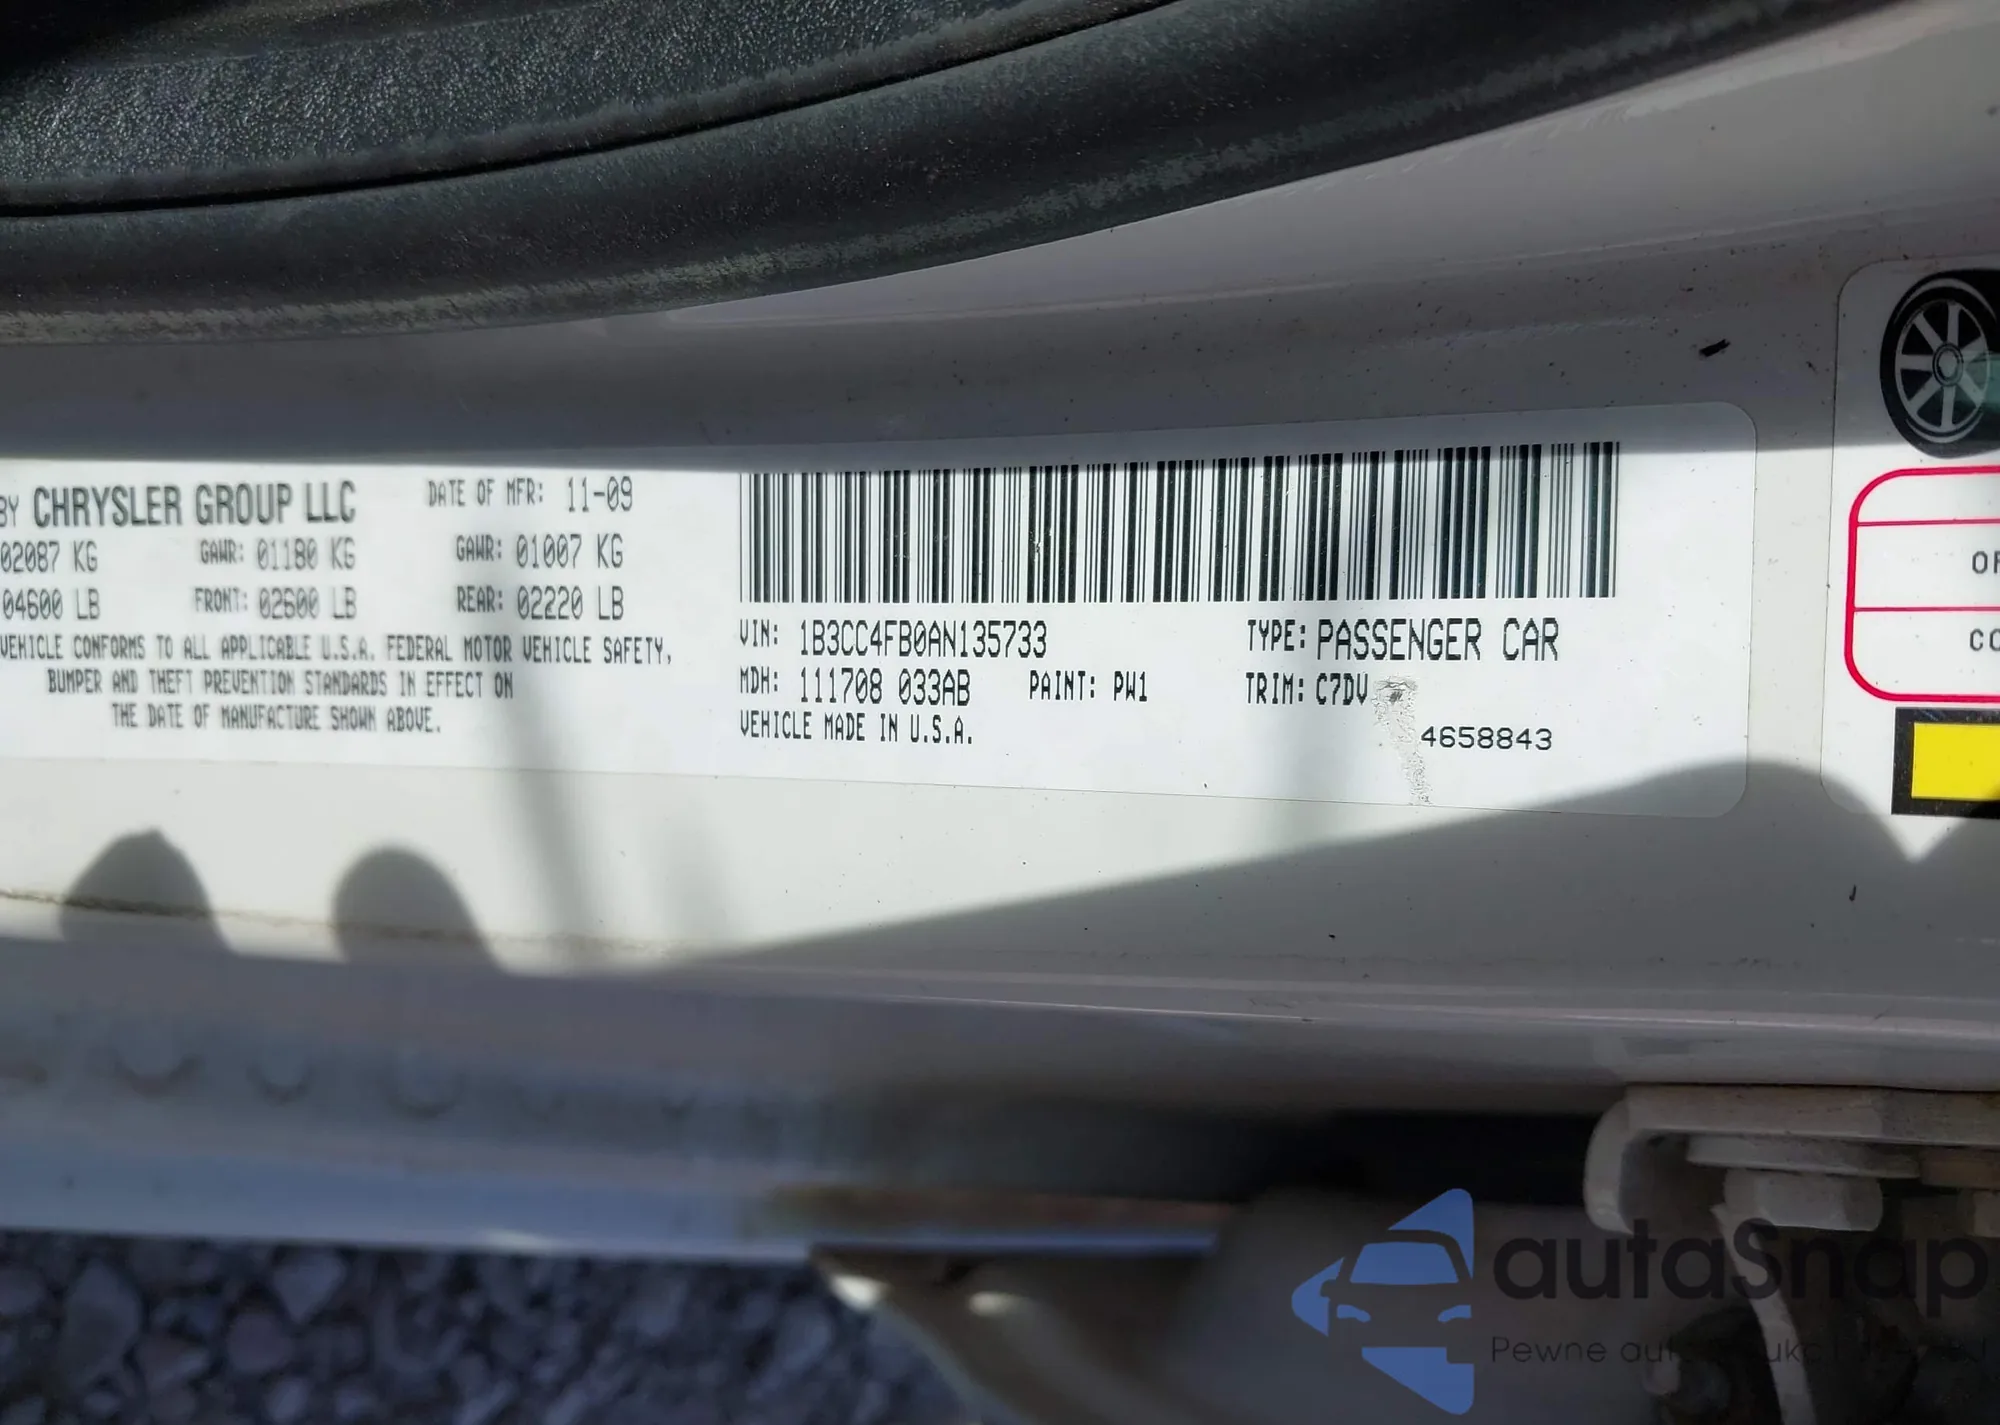 BY CHRYSLER GROUP LLC DATE OF MFR: 11-09
02087 KG GAWR: 01180 KG GAWR: 01007 KG
04600 LB FRONT: 02600 LB REAR: 02220 LB
VEHICLE CONFORMS TO ALL APPLICABLE U.S.A. FEDERAL MOTOR VEHICLE SAFETY,
BUMPER AND THEFT PREVENTION STANDARDS IN EFFECT ON
THE DATE OF MANUFACTURE SHOWN ABOVE.
VIN: 1B3CC4FB0AN135733 TYPE: PASSENGER CAR
MDH: 111708 033AB PAINT: PW1 TRIM: C7DV
VEHICLE MADE IN U.S.A. 4658843
autaSnap
Pewne